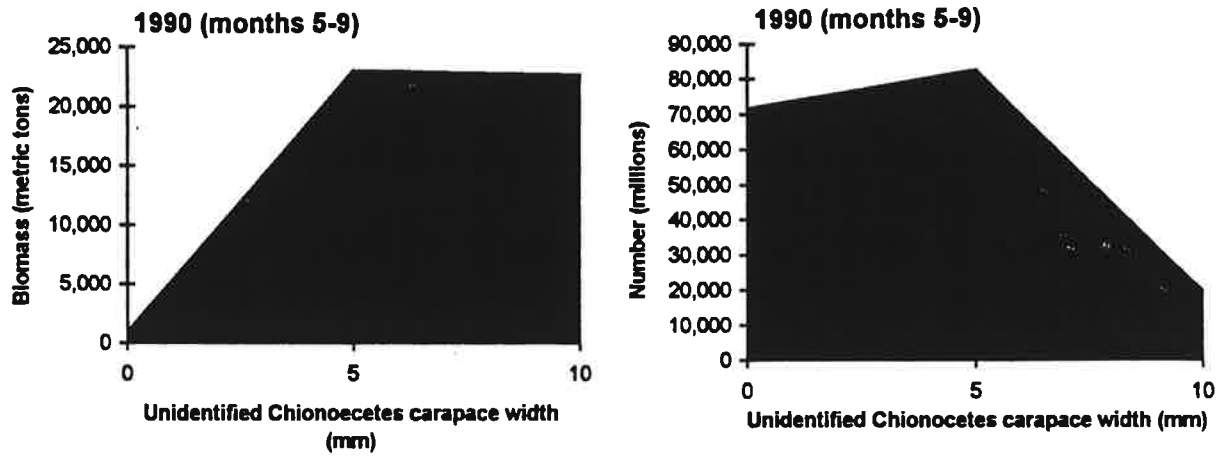 1990 (months 5-9)
25,000
20,000
15,000
10,000
5,000
0
Biomass (metric tons)
0 5 10
Unidentified Chionoecetes carapace width
(mm)
1990 (months 5-9)
90,000
80,000
70,000
60,000
50,000
40,000
30,000
20,000
10,000
0
Number (millions)
0 5 10
Unidentified Chionocetes carapace width (mm)